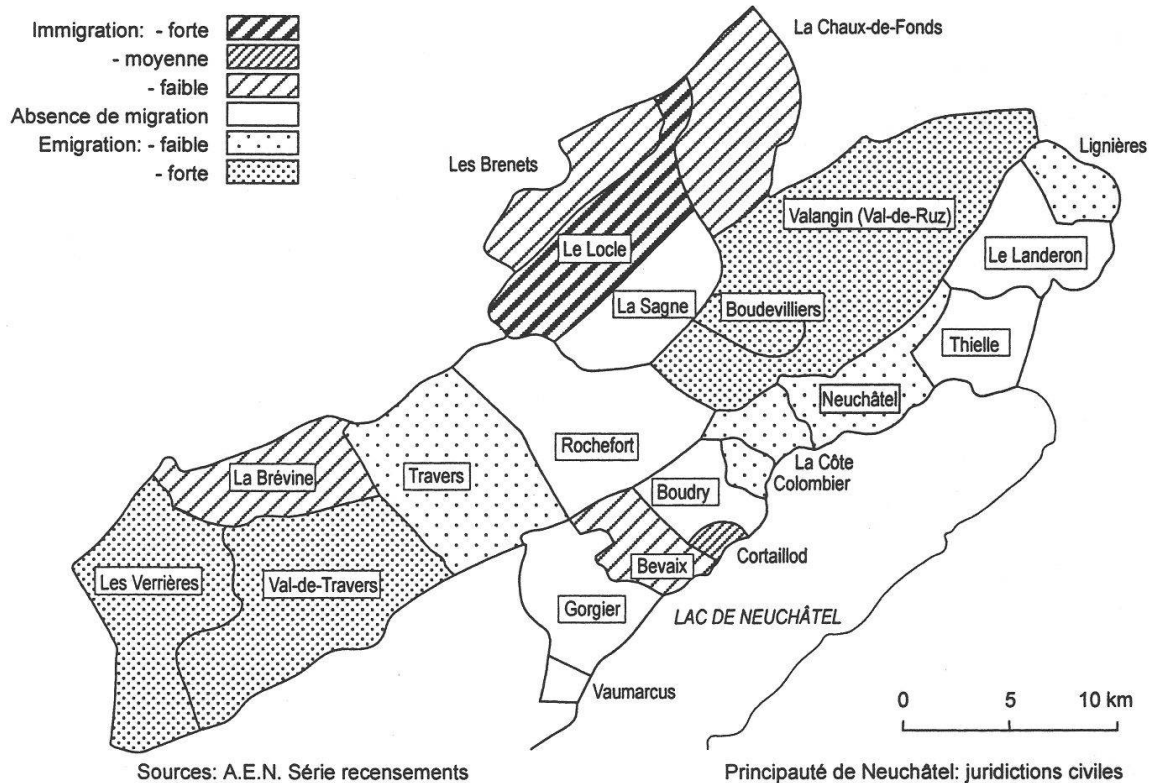 Immigration: - forte
- moyenne
- faible
Absence de migration
Emigration: - faible
- forte
La Chaux-de-Fonds
Les Brenets
Lignières
Valangin (Val-de-Ruz)
Le Locle
Le Landeron
La Sagne
Boudevilliers
Thielle
Neuchâtel
Rochefort
La Côte
La Brévine
Travers
Colombier
Boudry
Cortaillod
Bevaix
Les Verrières
Val-de-Travers
Gorgier
LAC DE NEUCHÂTEL
Vaumarcus
0 5 10 km
Sources: A.E.N. Série recensements
Principauté de Neuchâtel: juridictions civiles